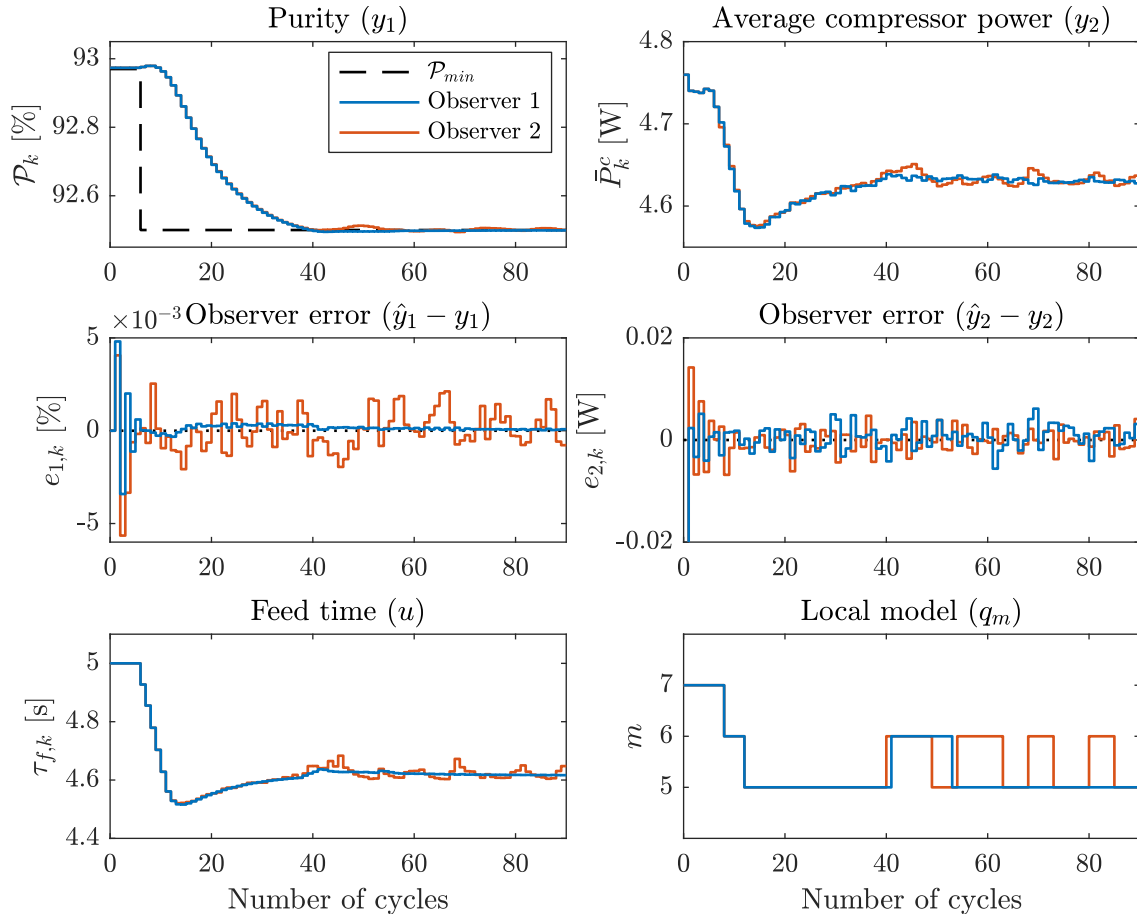 Purity (y₁)
93
92.8
92.6
𝒫ₖ [%]
0 20 40 60 80
𝒫ₘᵢₙ
Observer 1
Observer 2
Average compressor power (y₂)
4.8
4.7
4.6
P̄ᶜₖ [W]
0 20 40 60 80
×10⁻³ Observer error (ŷ₁ − y₁)
5
0
-5
e₁,ₖ [%]
0 20 40 60 80
Observer error (ŷ₂ − y₂)
0.02
0
-0.02
e₂,ₖ [W]
0 20 40 60 80
Feed time (u)
5
4.8
4.6
4.4
τ_{f,k} [s]
0 20 40 60 80
Number of cycles
Local model (qₘ)
7
6
5
m
0 20 40 60 80
Number of cycles